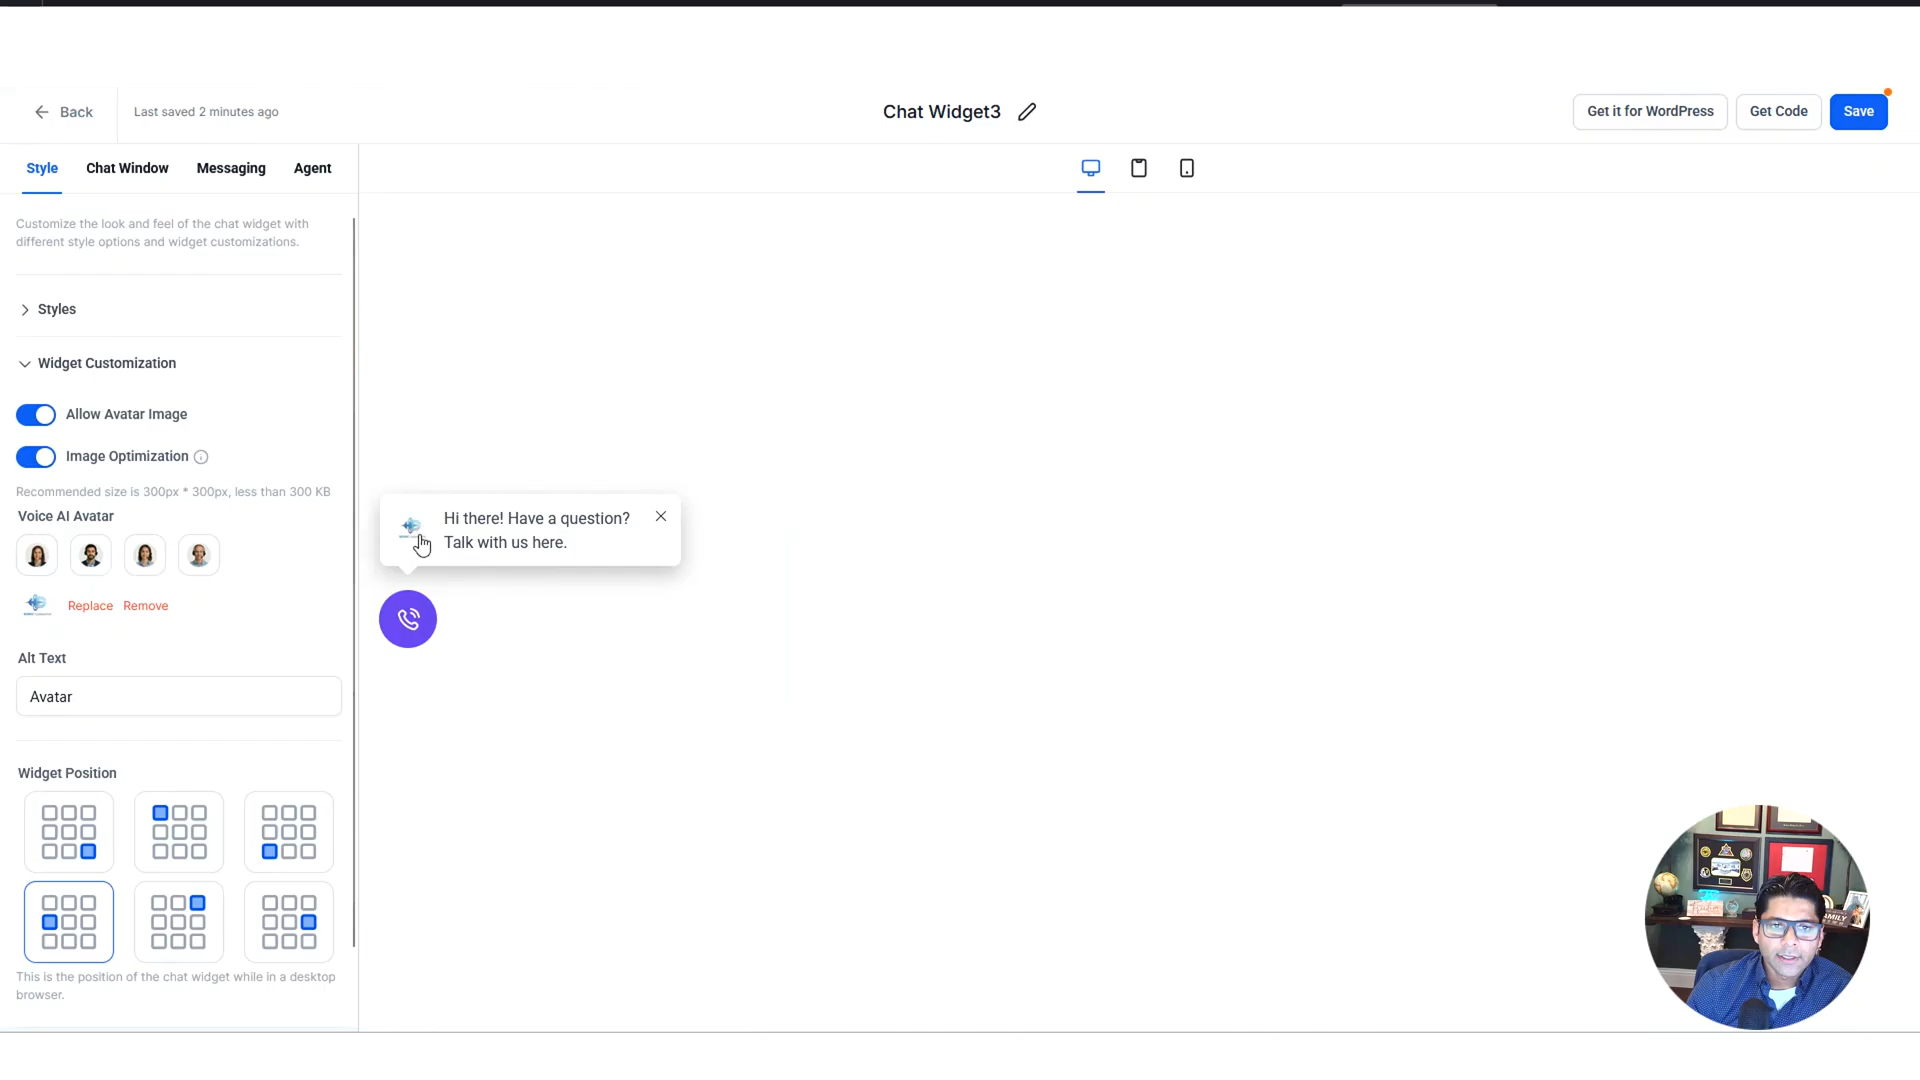 Back
Last saved 2 minutes ago
Chat Widget3
Get it for WordPress
Get Code
Save
Style
Chat Window
Messaging
Agent
Customize the look and feel of the chat widget with
different style options and widget customizations.
Styles
Widget Customization
Allow Avatar Image
Image Optimization
Recommended size is 300px * 300px, less than 300 KB
Voice AI Avatar
Replace
Remove
Alt Text
Avatar
Widget Position
This is the position of the chat widget while in a desktop
browser.
Hi there! Have a question?
Talk with us here.
FAMILY